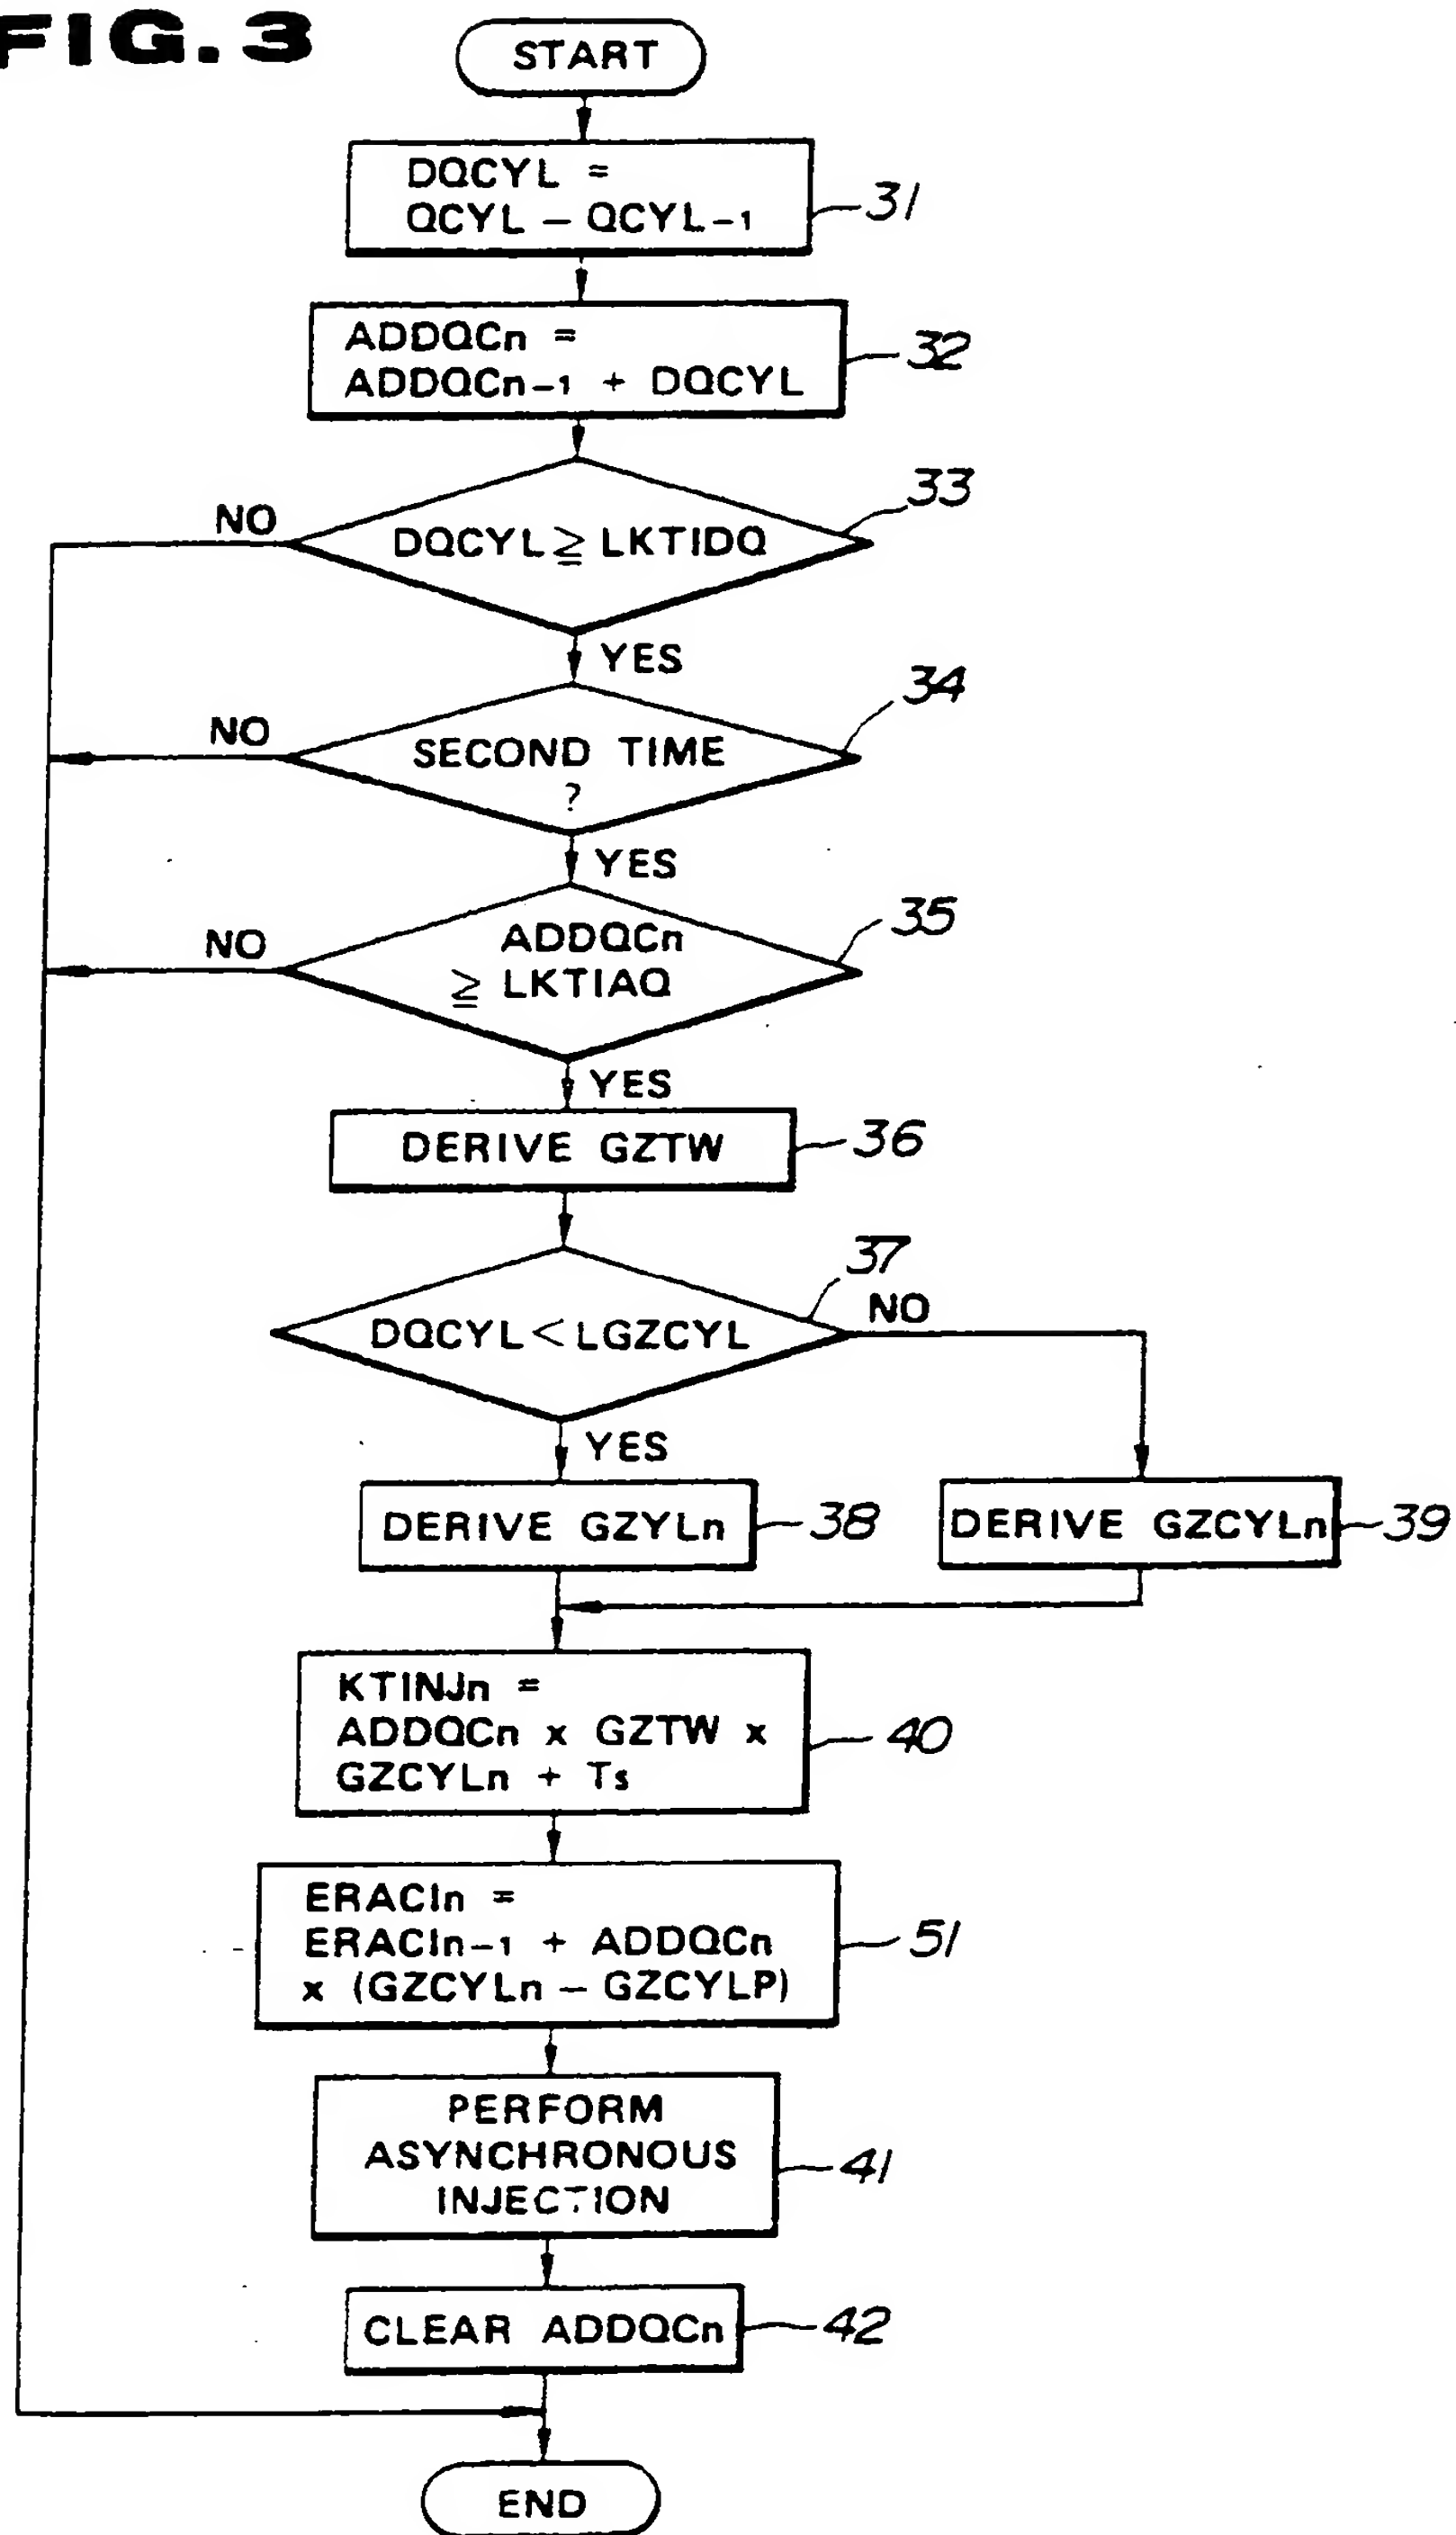 FIG. 3
START
DQCYL =
QCYL − QCYL-1
31
ADDQCn =
ADDQCn-1 + DQCYL
32
33
NO
DQCYL ≧ LKTIDQ
YES
34
NO
SECOND TIME
?
YES
35
NO
ADDQCn
≧ LKTIAQ
YES
DERIVE GZTW
36
37
NO
DQCYL < LGZCYL
YES
DERIVE GZYLn
38
DERIVE GZCYLn
39
KTINJn =
ADDQCn x GZTW x
GZCYLn + Ts
40
ERACIn =
ERACIn-1 + ADDQCn
x (GZCYLn − GZCYLP)
51
PERFORM
ASYNCHRONOUS
INJECTION
41
CLEAR ADDQCn
42
END